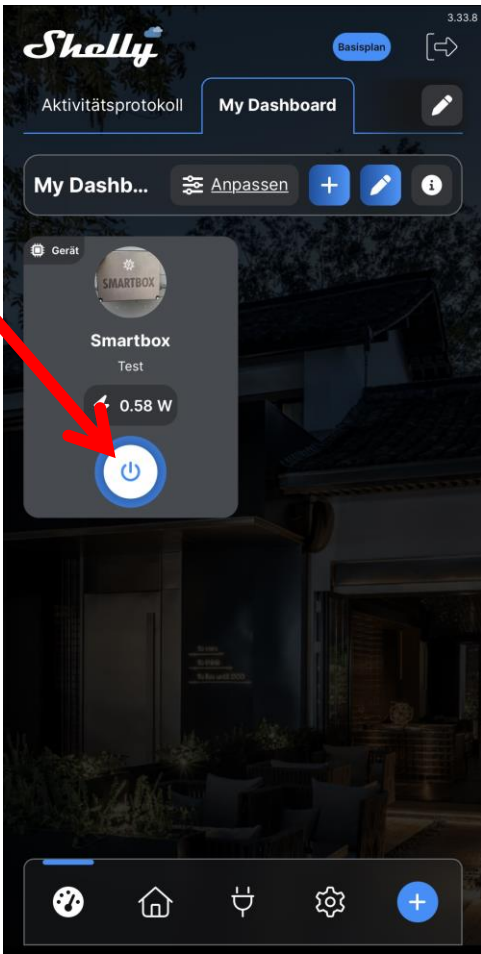 3.33.8
Shelly
Basisplan
Aktivitätsprotokoll
My Dashboard
My Dashb...
Anpassen
Gerät
SMARTBOX
Smartbox
Test
0.58 W